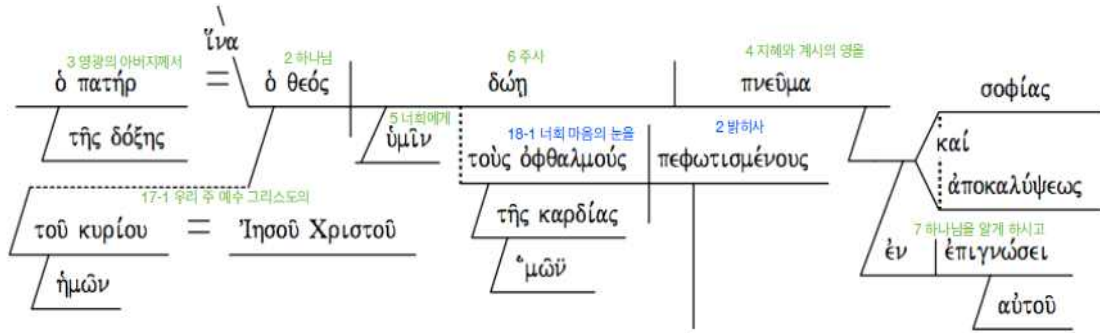 ἵνα
3 영광의 아버지께서
2 하나님
6 주사
4 지혜와 계시의 영을
ὁ πατήρ = ὁ θεός δώῃ πνεῦμα
σοφίας
τῆς δόξης
5 너희에게
ὑμῖν
18-1 너희 마음의 눈을
2 밝히사
τοὺς ὀφθαλμούς πεφωτισμένους
καί
ἀποκαλύψεως
17-1 우리 주 예수 그리스도의
τοῦ κυρίου = Ἰησοῦ Χριστοῦ
τῆς καρδίας
7 하나님을 알게 하시고
ἐν ἐπιγνώσει
ἡμῶν
῾μῶν̈
αὐτοῦ